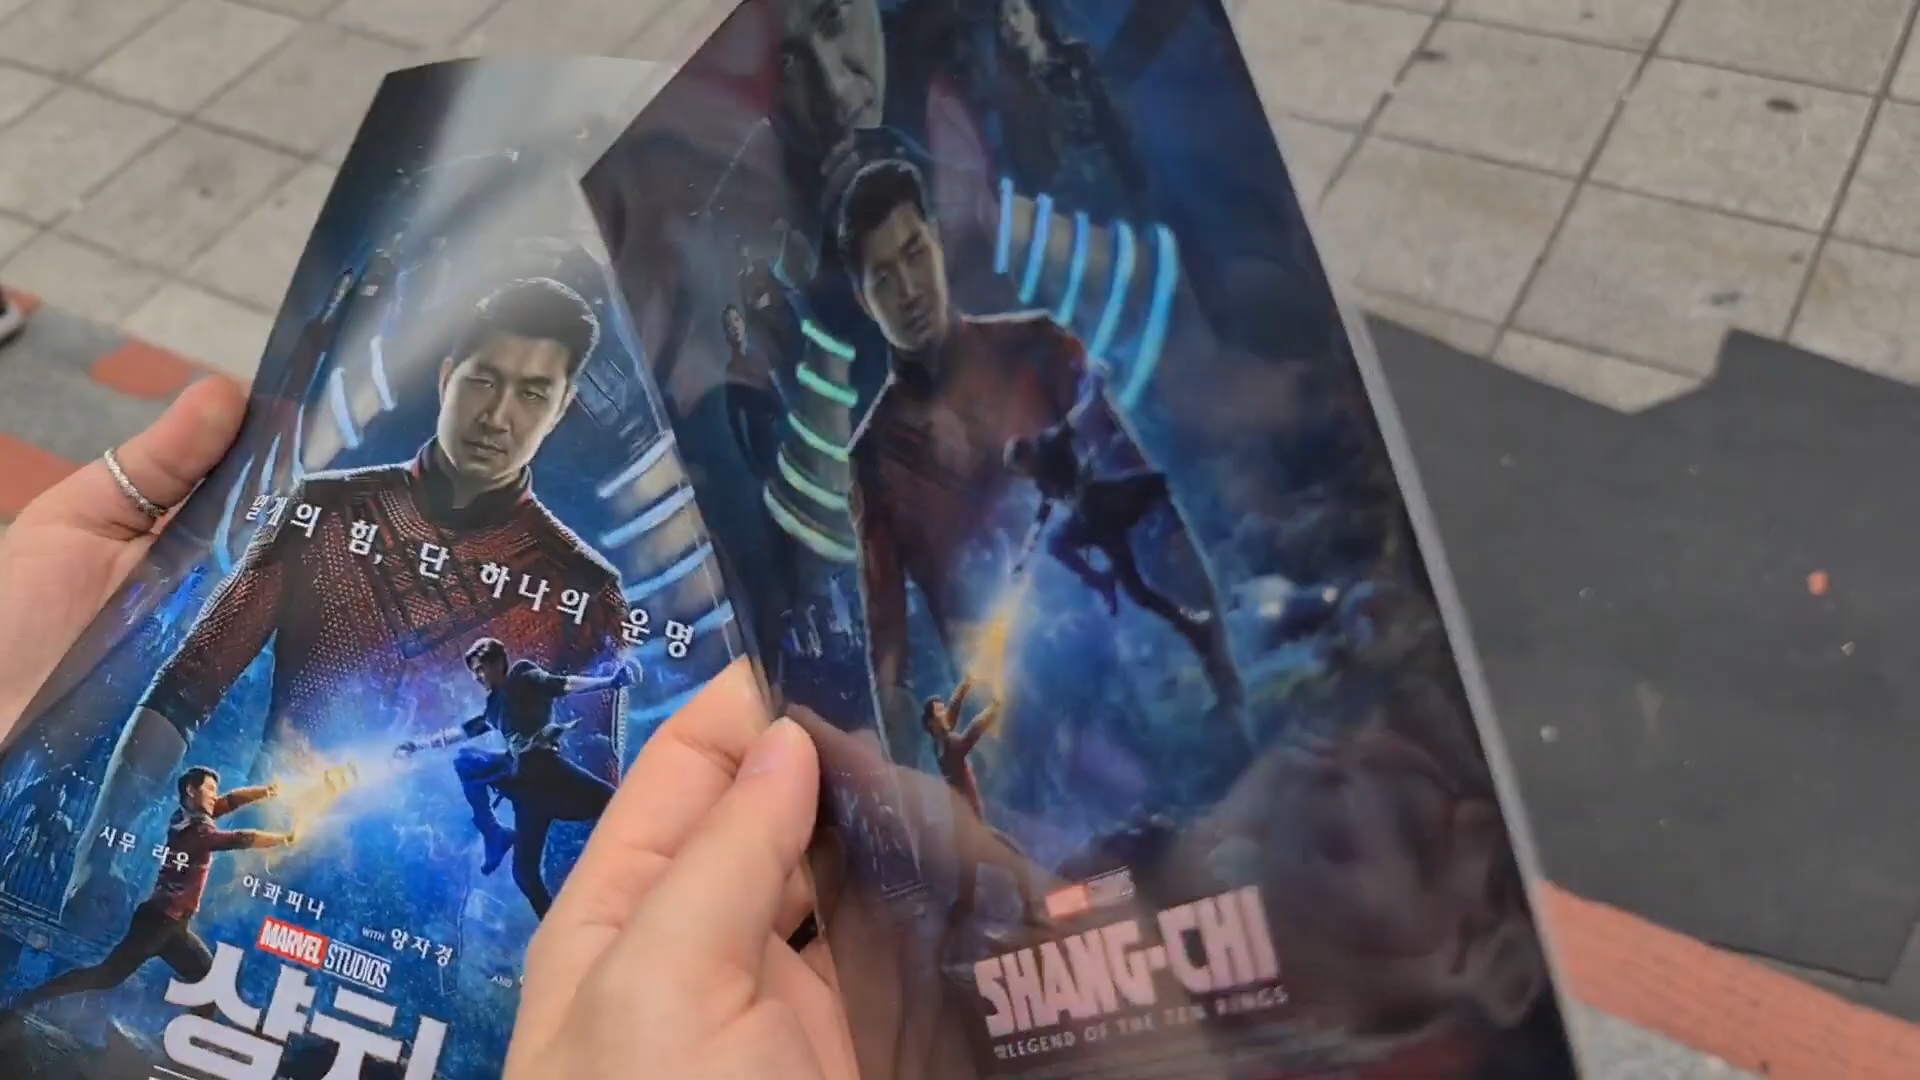 열 개의 힘, 단 하나의 운명
시무 리우
아콰피나
WITH 양자경
AND
MARVEL STUDIOS
샹치
STUDIOS
SHANG-CHI
LEGEND OF THE TEN RINGS